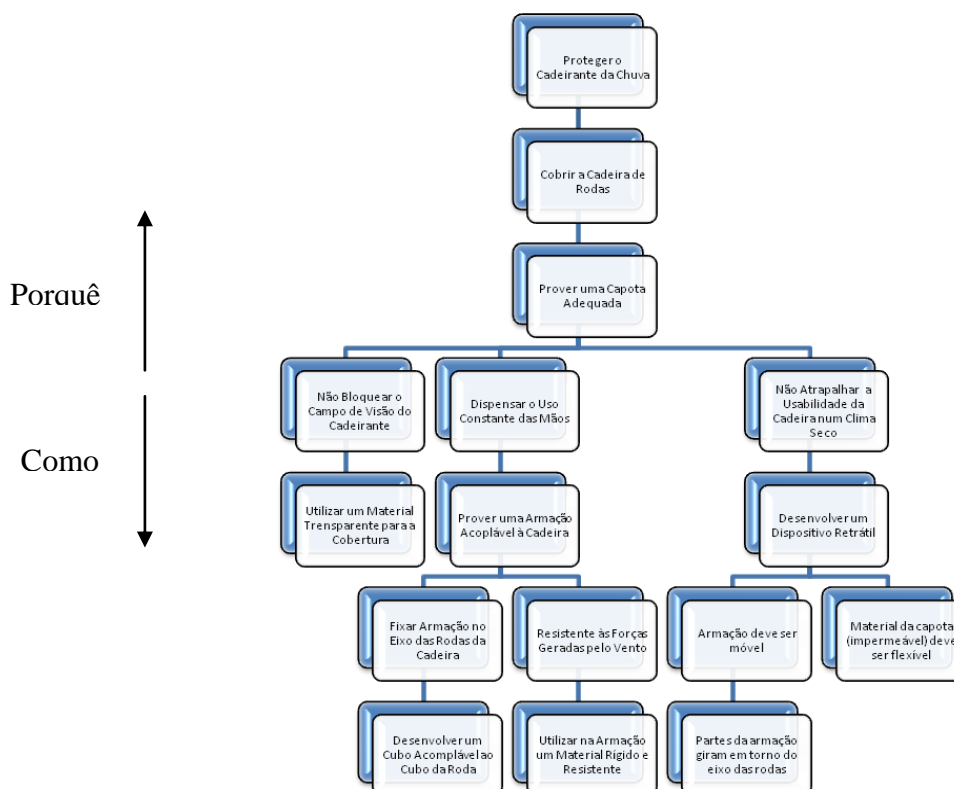 Proteger o
Cadeirante da Chuva
Cobrir a Cadeira de
Rodas
Prover uma Capota
Adequada
Porquê
Como
Não Bloquear o
Campo de Visão do
Cadeirante
Dispensar o Uso
Constante das Mãos
Não Atrapalhar a
Usabilidade da
Cadeira num Clima
Seco
Utilizar um Material
Trensparente para a
Cobertura
Prover uma Armação
Acoplável à Cadeira
Desenvolver um
Dispositivo Retrátil
Fixar Armação no
Eixo das Rodas da
Cadeira
Resistente às Forças
Geradas pelo Vento
Armação deve ser
móvel
Material da capota
(impermeável) deve
ser flexível
Desenvolver um
Cubo Acomplável ao
Cubo da Roda
Utilizar na Armação
um Material Rígido e
Resistente
Partes da armação
giram em torno do
eixo das rodas